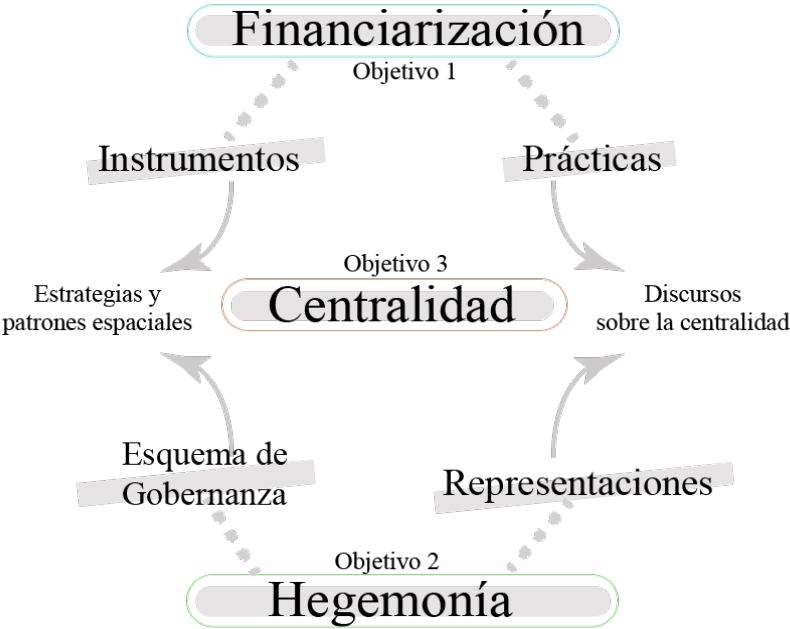 Financiarización
Objetivo 1
Instrumentos
Prácticas
Objetivo 3
Centralidad
Estrategias y
patrones espaciales
Discursos
sobre la centralidad
Esquema de
Gobernanza
Representaciones
Objetivo 2
Hegemonía